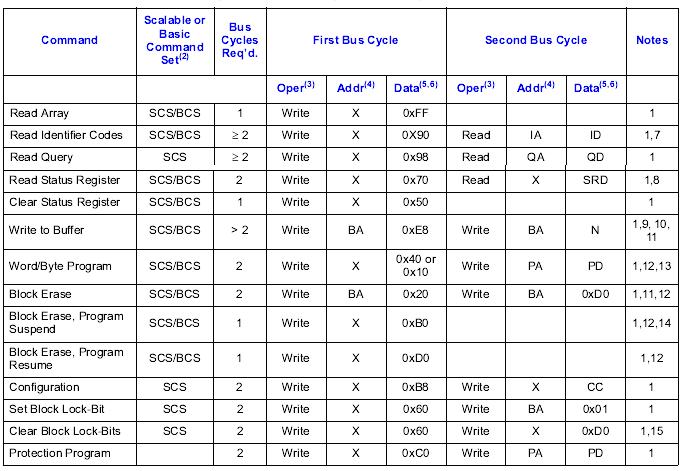 Command Scalable or Basic Command Set(2) Bus Cycles Req'd. First Bus Cycle Second Bus Cycle Notes
Oper(3) Addr(4) Data(5,6) Oper(3) Addr(4) Data(5,6)
Read Array SCS/BCS 1 Write X 0xFF 1
Read Identifier Codes SCS/BCS ≥ 2 Write X 0X90 Read IA ID 1,7
Read Query SCS ≥ 2 Write X 0x98 Read QA QD 1
Read Status Register SCS/BCS 2 Write X 0x70 Read X SRD 1,8
Clear Status Register SCS/BCS 1 Write X 0x50 1
Write to Buffer SCS/BCS > 2 Write BA 0xE8 Write BA N 1,9, 10, 11
Word/Byte Program SCS/BCS 2 Write X 0x40 or 0x10 Write PA PD 1,12,13
Block Erase SCS/BCS 2 Write BA 0x20 Write BA 0xD0 1,11,12
Block Erase, Program Suspend SCS/BCS 1 Write X 0xB0 1,12,14
Block Erase, Program Resume SCS/BCS 1 Write X 0xD0 1,12
Configuration SCS 2 Write X 0xB8 Write X CC 1
Set Block Lock-Bit SCS 2 Write X 0x60 Write BA 0x01 1
Clear Block Lock-Bits SCS 2 Write X 0x60 Write X 0xD0 1,15
Protection Program 2 Write X 0xC0 Write PA PD 1